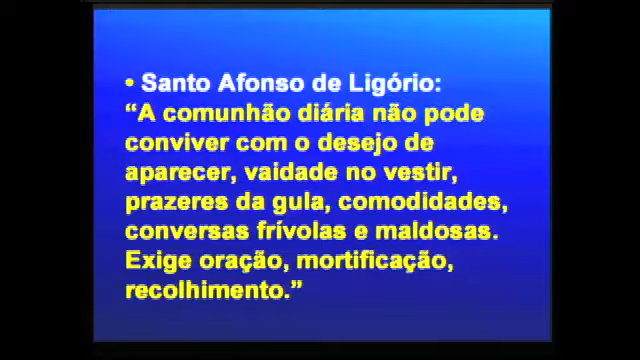 • Santo Afonso de Ligório:
“A comunhão diária não pode
conviver com o desejo de
aparecer, vaidade no vestir,
prazeres da gula, comodidades,
conversas frívolas e maldosas.
Exige oração, mortificação,
recolhimento.”